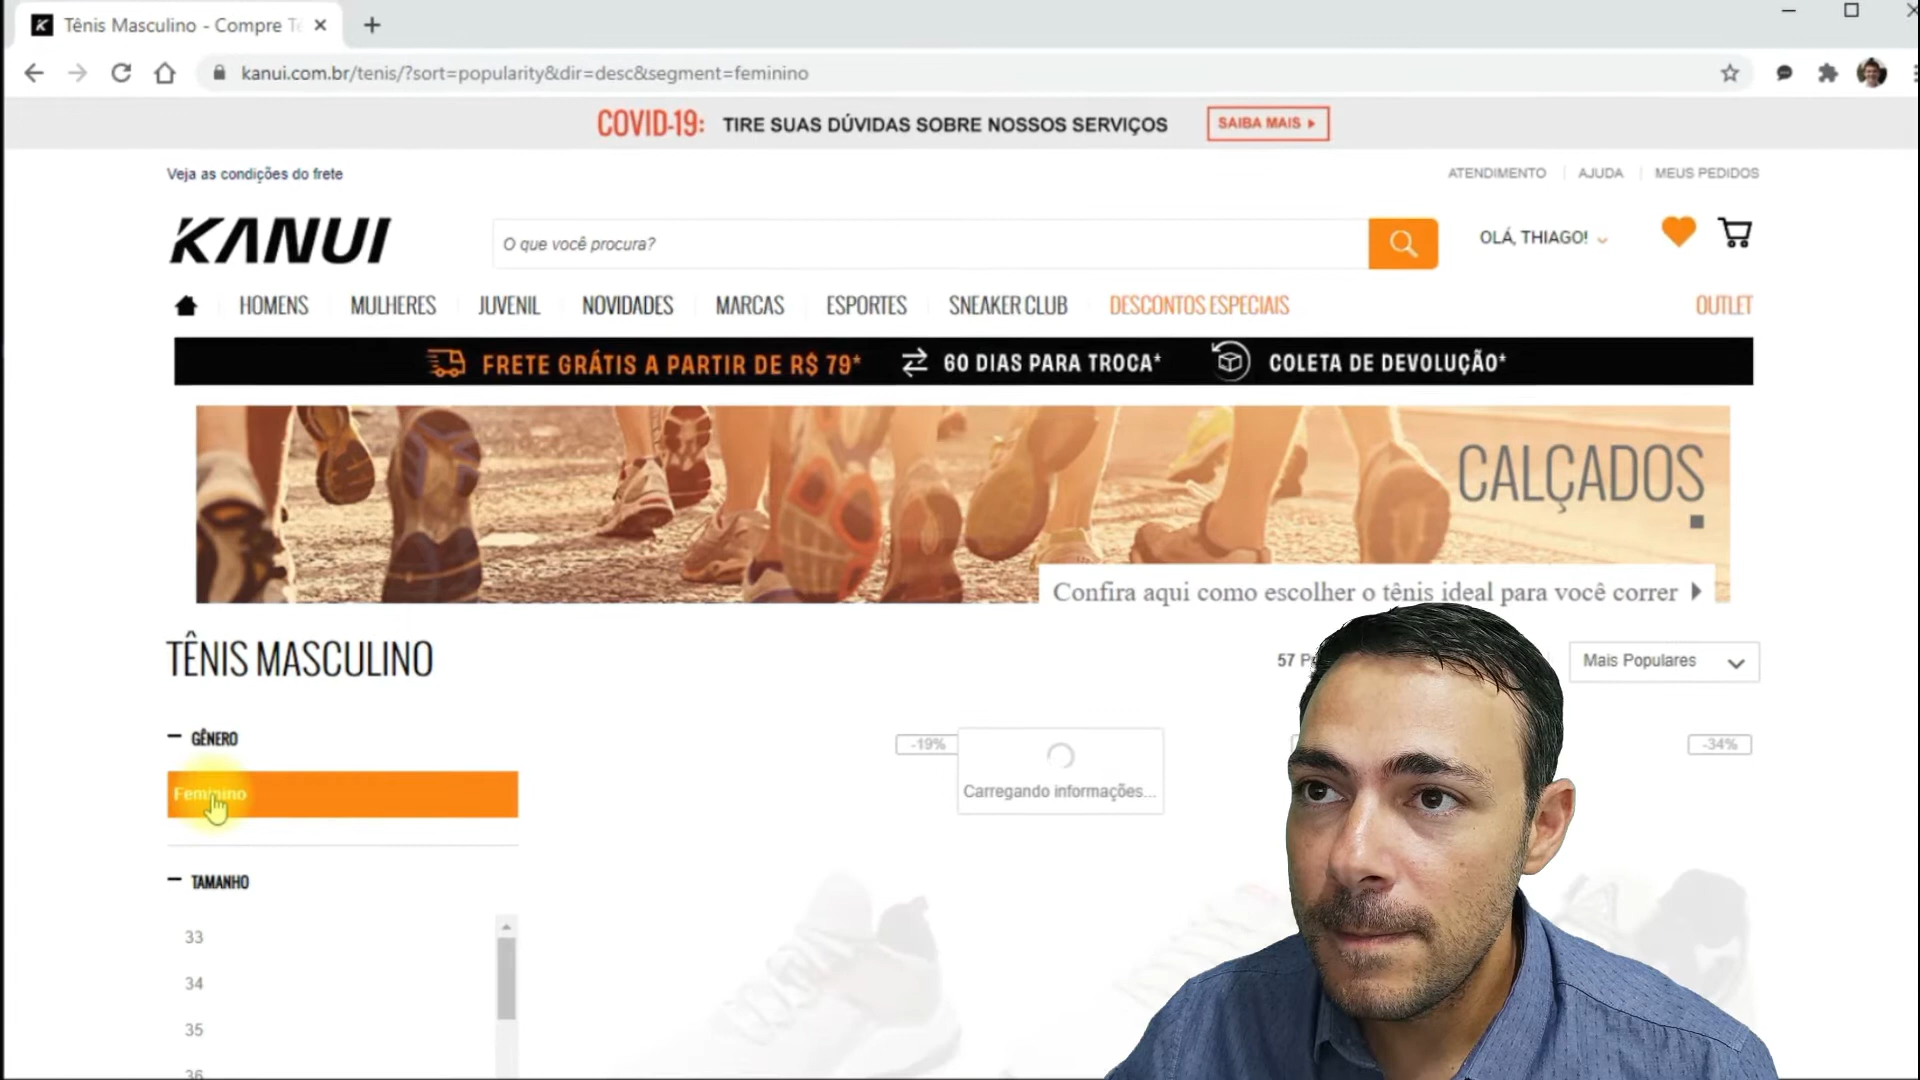 Tênis Masculino - Compre Tê
kanui.com.br/tenis/?sort=popularity&dir=desc&segment=feminino
COVID-19: TIRE SUAS DÚVIDAS SOBRE NOSSOS SERVIÇOS SAIBA MAIS
Veja as condições do frete
ATENDIMENTO AJUDA MEUS PEDIDOS
KANUI
O que você procura?
OLÁ, THIAGO!
HOMENS MULHERES JUVENIL NOVIDADES MARCAS ESPORTES SNEAKER CLUB DESCONTOS ESPECIAIS OUTLET
FRETE GRÁTIS A PARTIR DE R$ 79* 60 DIAS PARA TROCA* COLETA DE DEVOLUÇÃO*
CALÇADOS
Confira aqui como escolher o tênis ideal para você correr
TÊNIS MASCULINO
57
Mais Populares
GÊNERO
-19%
-34%
Feminino
Carregando informações...
TAMANHO
33
34
35
36